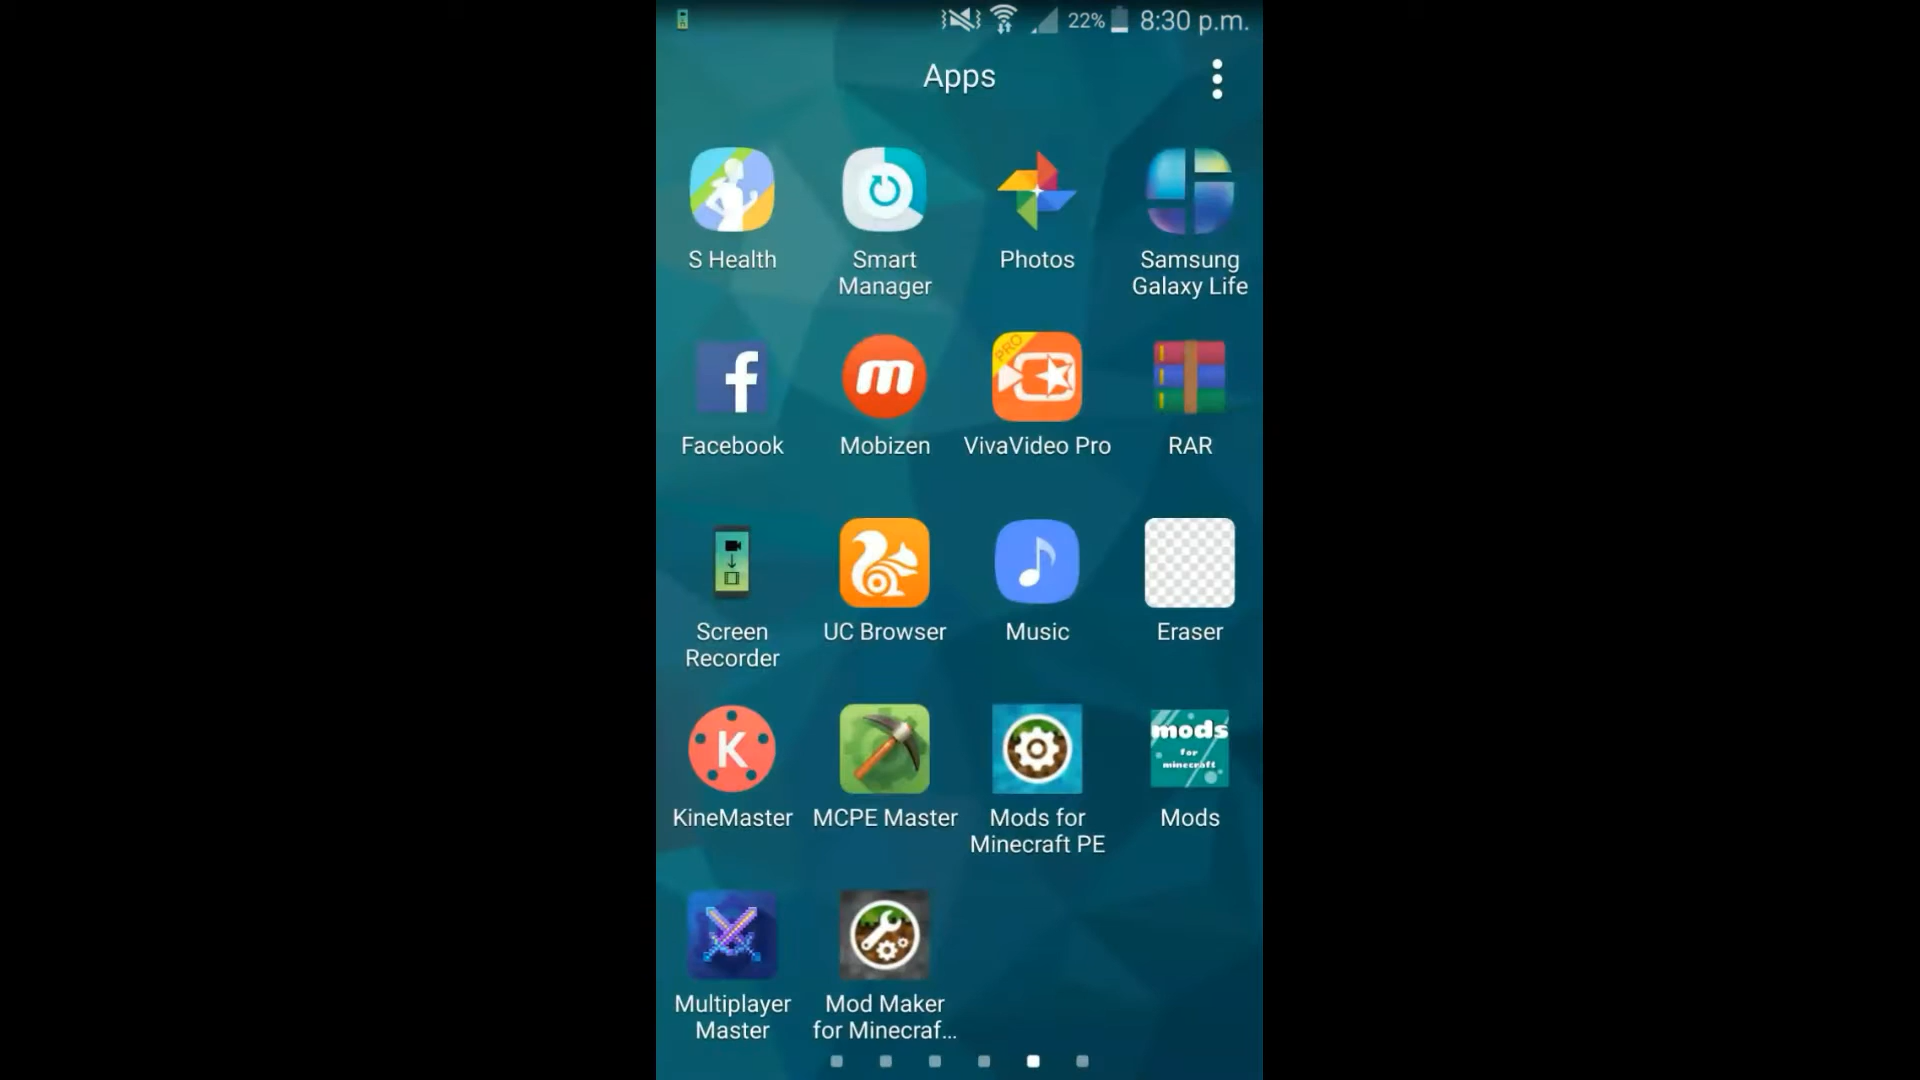 22% 8:30 p.m.
Apps
S Health
Smart
Manager
Photos
Samsung
Galaxy Life
Facebook
m
Mobizen
PRO
VivaVideo Pro
RAR
Screen
Recorder
UC Browser
Music
Eraser
K
KineMaster
MCPE Master
Mods for
Minecraft PE
mods
for
minecraft
Mods
Multiplayer
Master
Mod Maker
for Minecraf...